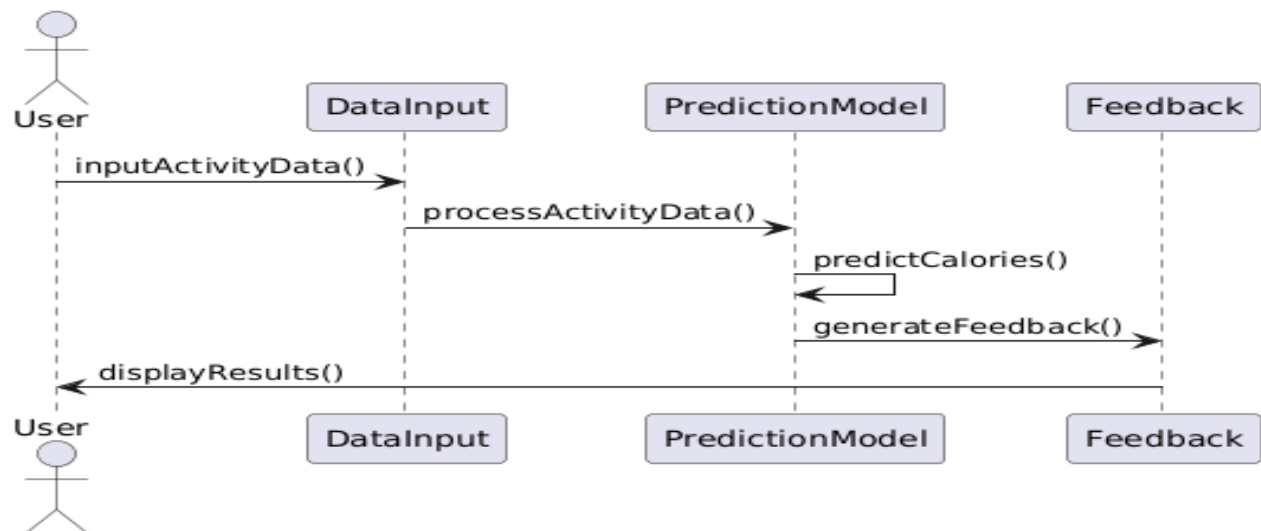 User
DataInput
PredictionModel
Feedback
inputActivityData()
processActivityData()
predictCalories()
generateFeedback()
displayResults()
User
DataInput
PredictionModel
Feedback